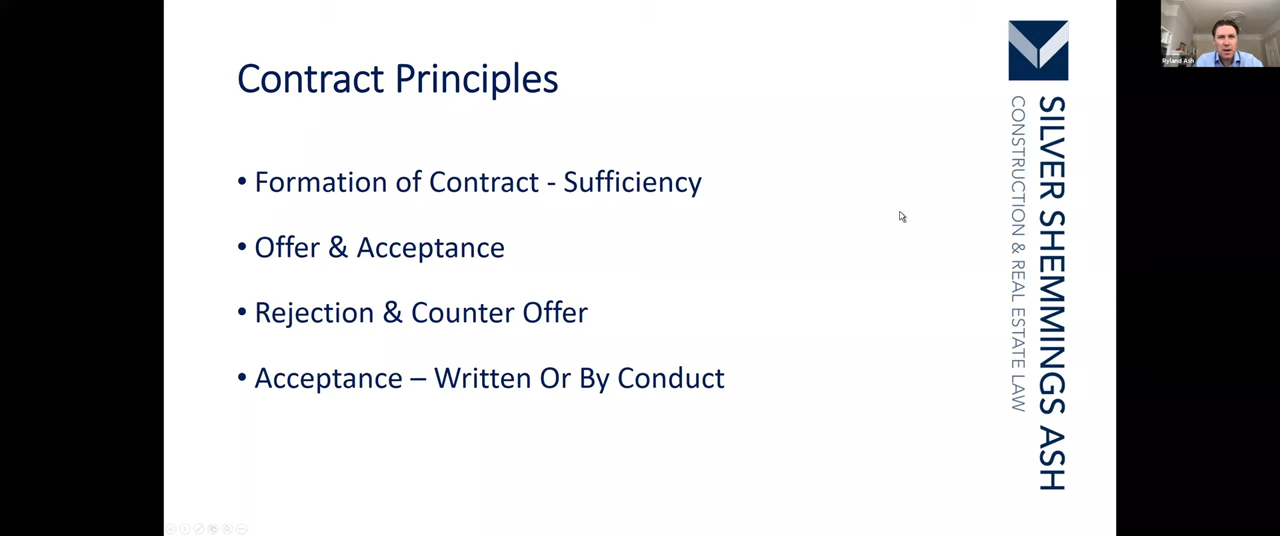 Contract Principles
• Formation of Contract - Sufficiency
• Offer & Acceptance
• Rejection & Counter Offer
• Acceptance – Written Or By Conduct
SILVER SHEMMINGS ASH
CONSTRUCTION & REAL ESTATE LAW
Ryland Ash